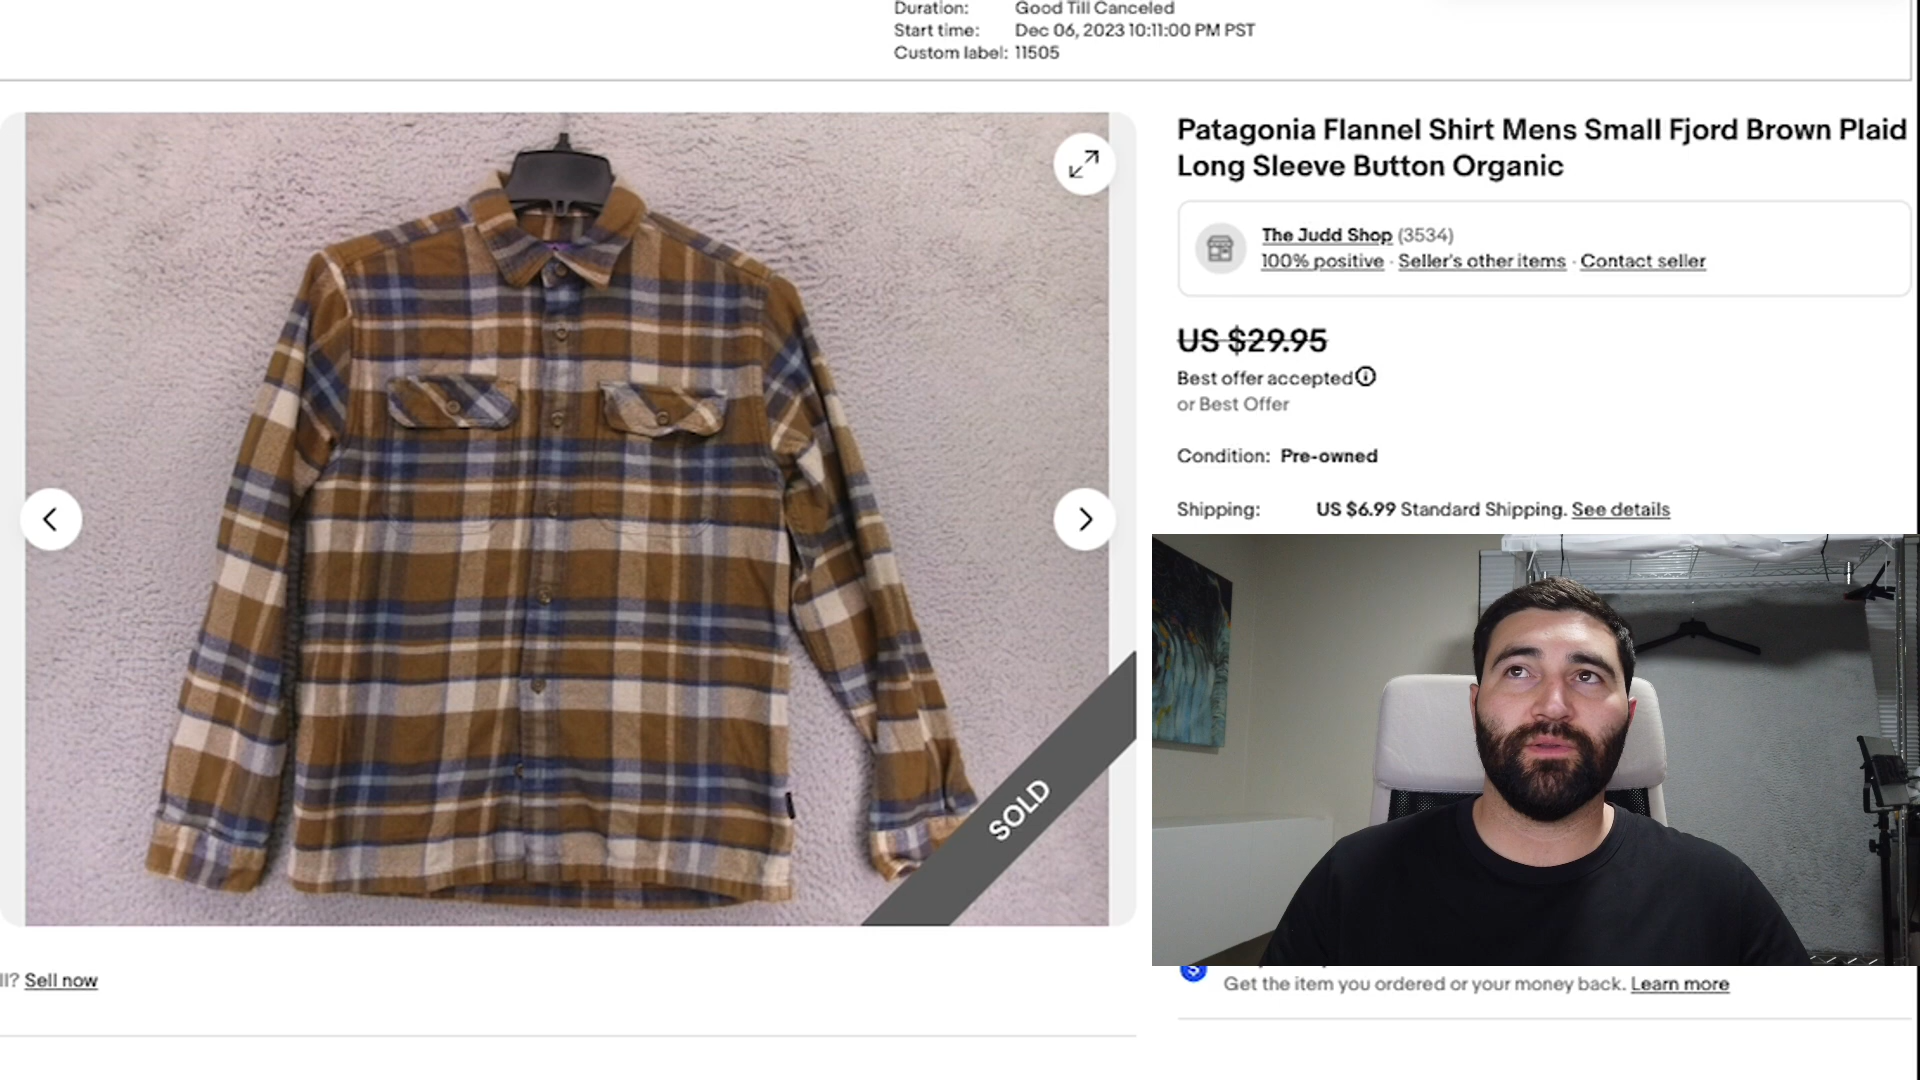 Duration: Good Till Canceled
Start time: Dec 06, 2023 10:11:00 PM PST
Custom label: 11505
Patagonia Flannel Shirt Mens Small Fjord Brown Plaid
Long Sleeve Button Organic
The Judd Shop (3534)
100% positive · Seller's other items · Contact seller
US $29.95
Best offer accepted
or Best Offer
Condition: Pre-owned
Shipping: US $6.99 Standard Shipping. See details
SOLD
ll? Sell now
Get the item you ordered or your money back. Learn more